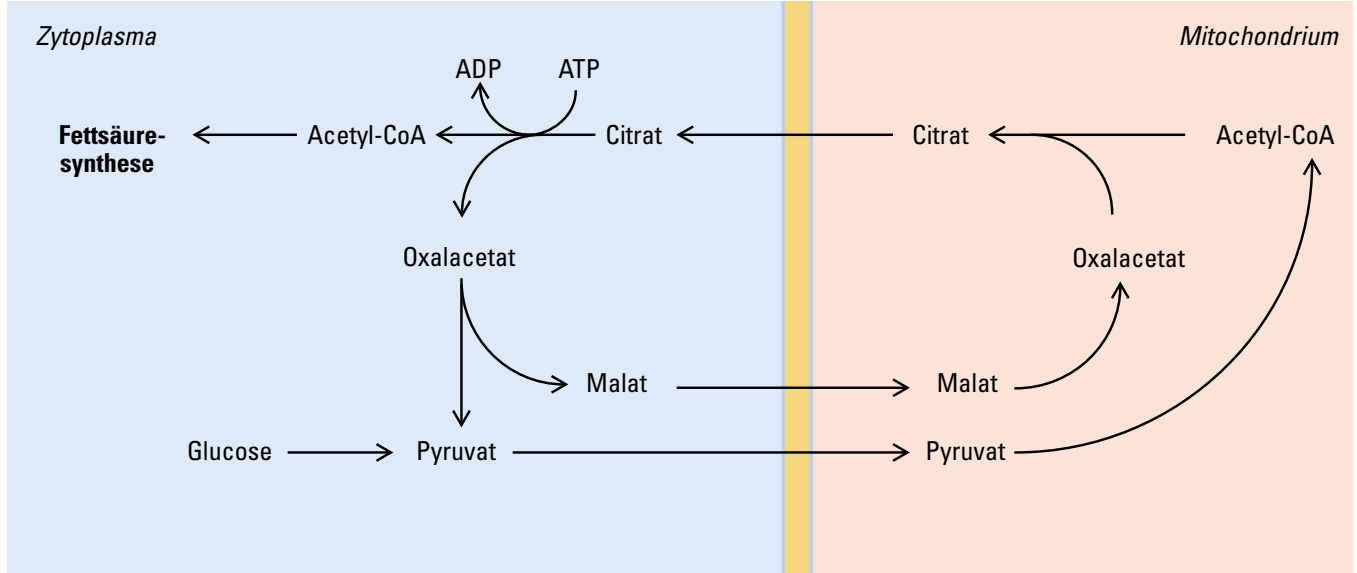 Zytoplasma
Mitochondrium
ADP
ATP
Fettsäure-
synthese
Acetyl-CoA
Citrat
Citrat
Acetyl-CoA
Oxalacetat
Oxalacetat
Malat
Malat
Glucose
Pyruvat
Pyruvat